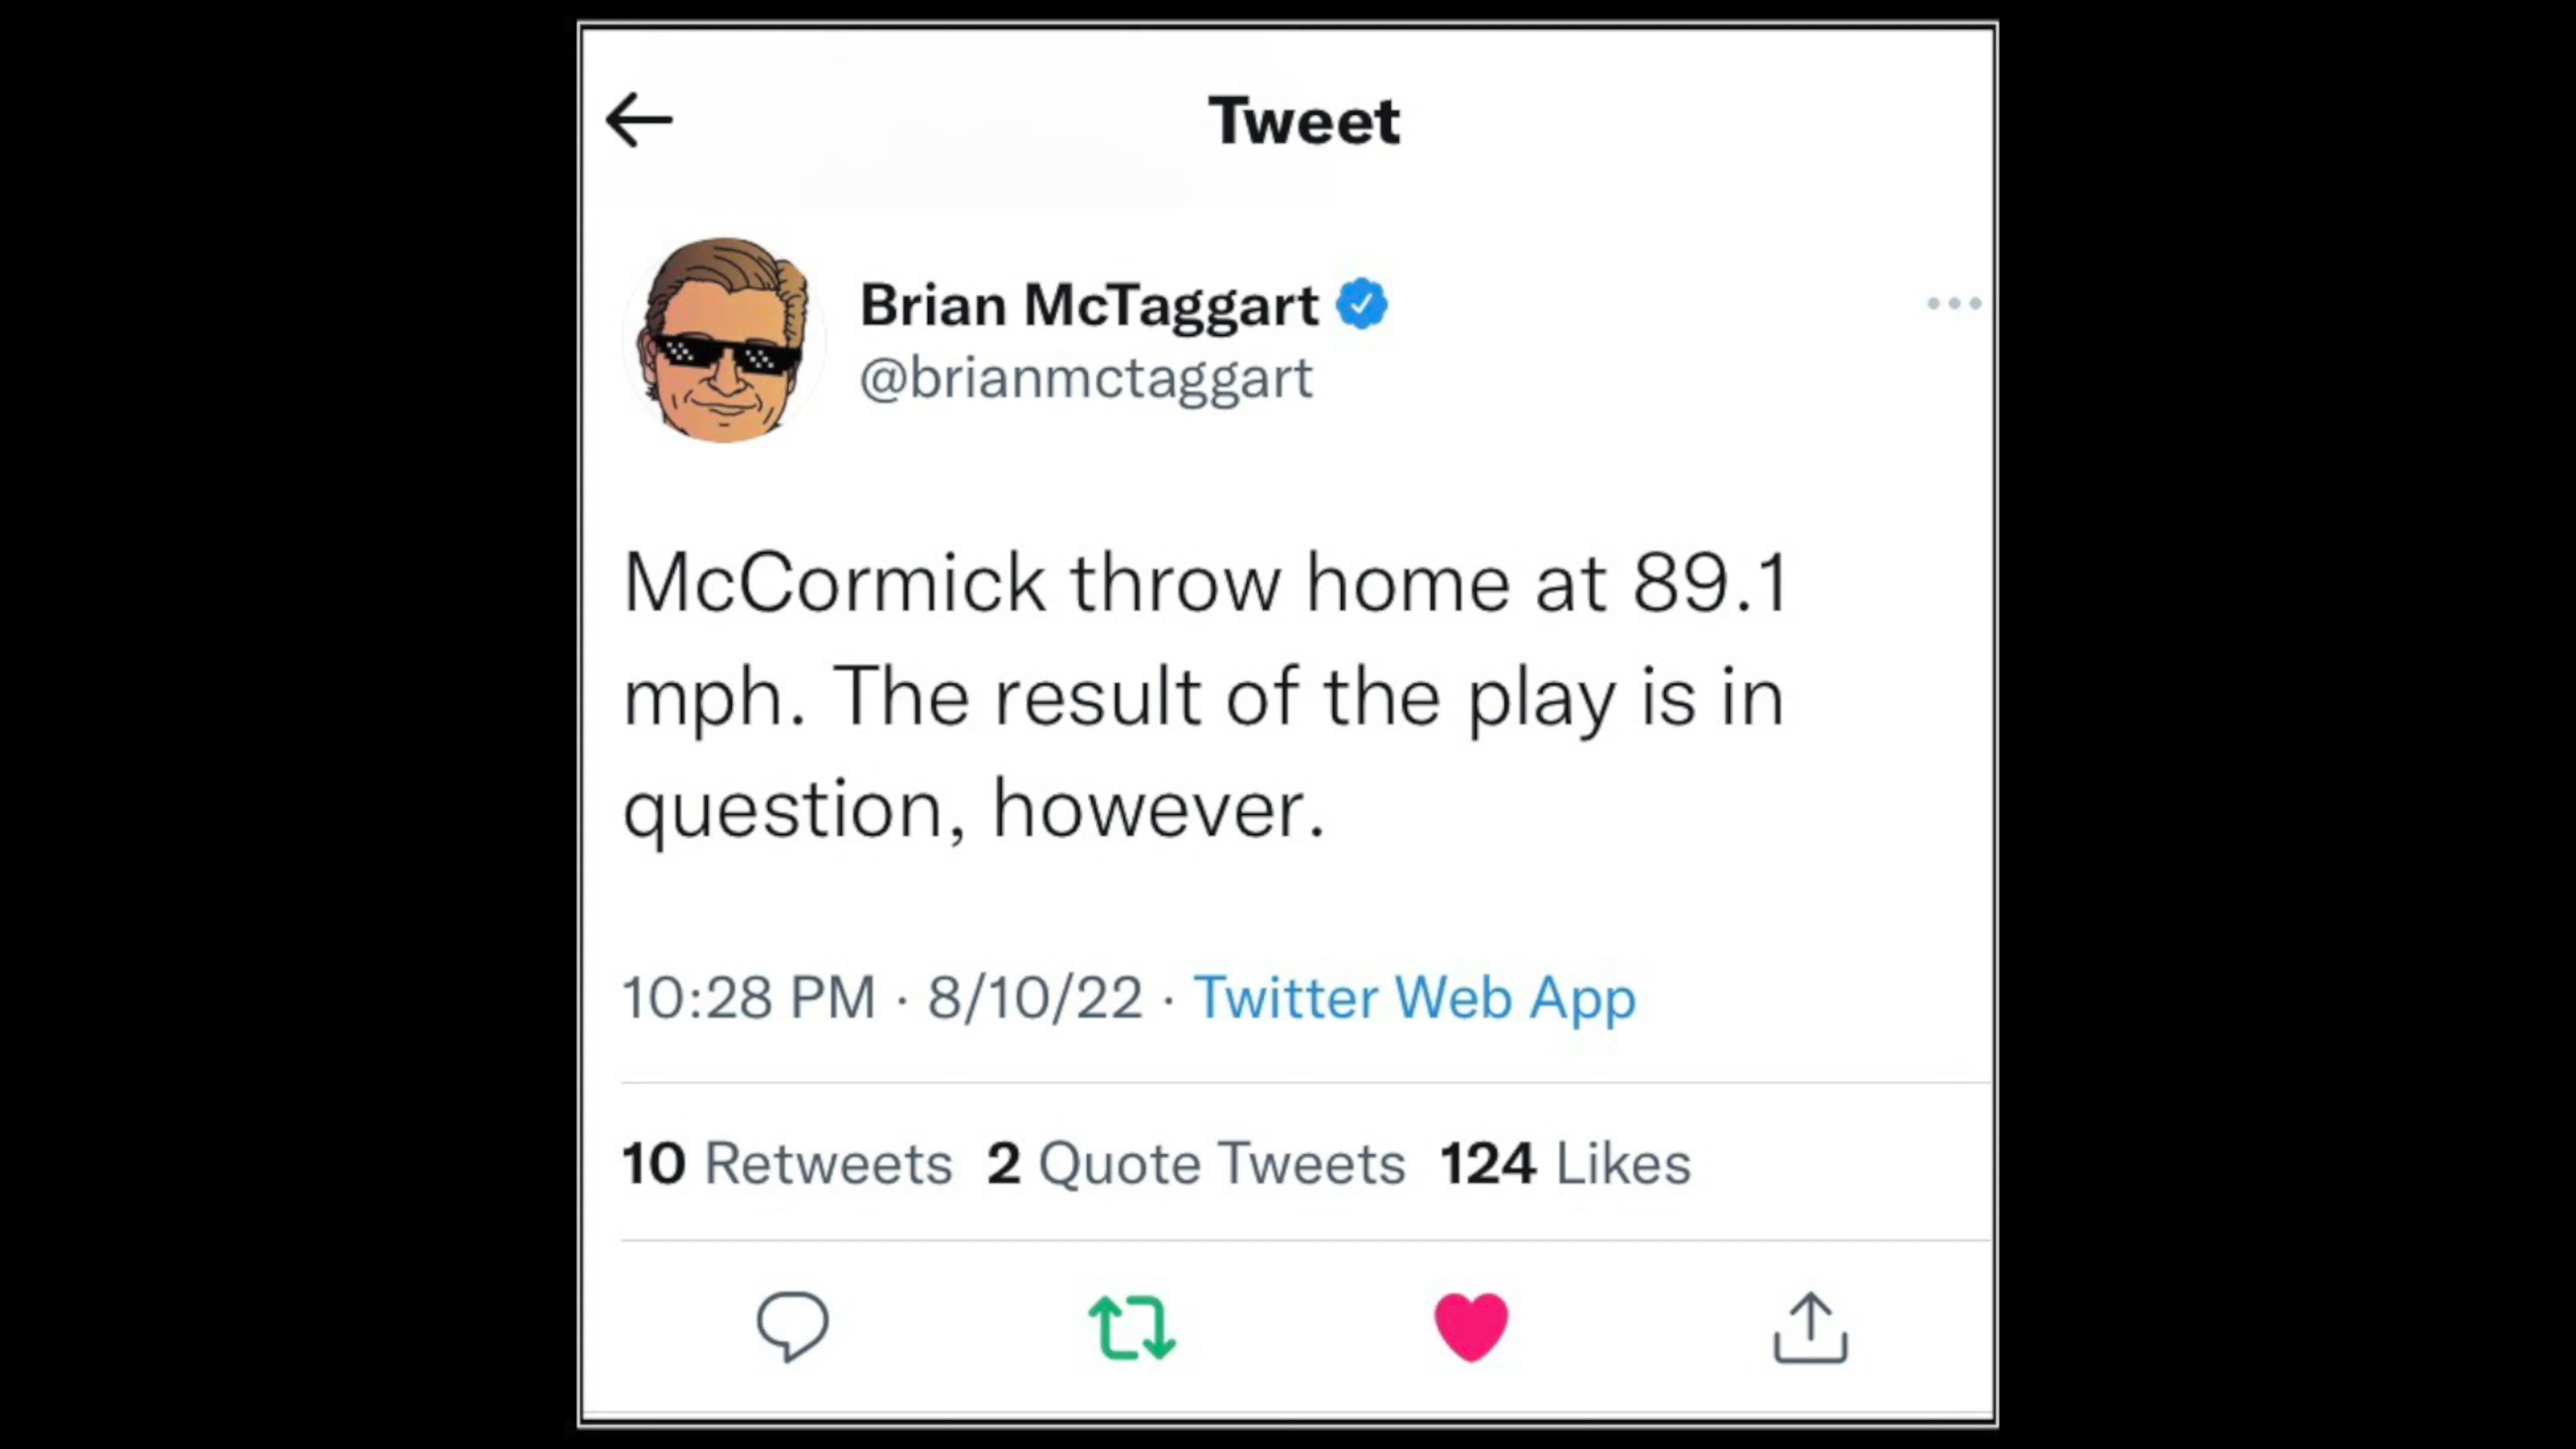 Tweet
Brian McTaggart
@brianmctaggart
McCormick throw home at 89.1
mph. The result of the play is in
question, however.
10:28 PM · 8/10/22 · Twitter Web App
10 Retweets 2 Quote Tweets 124 Likes